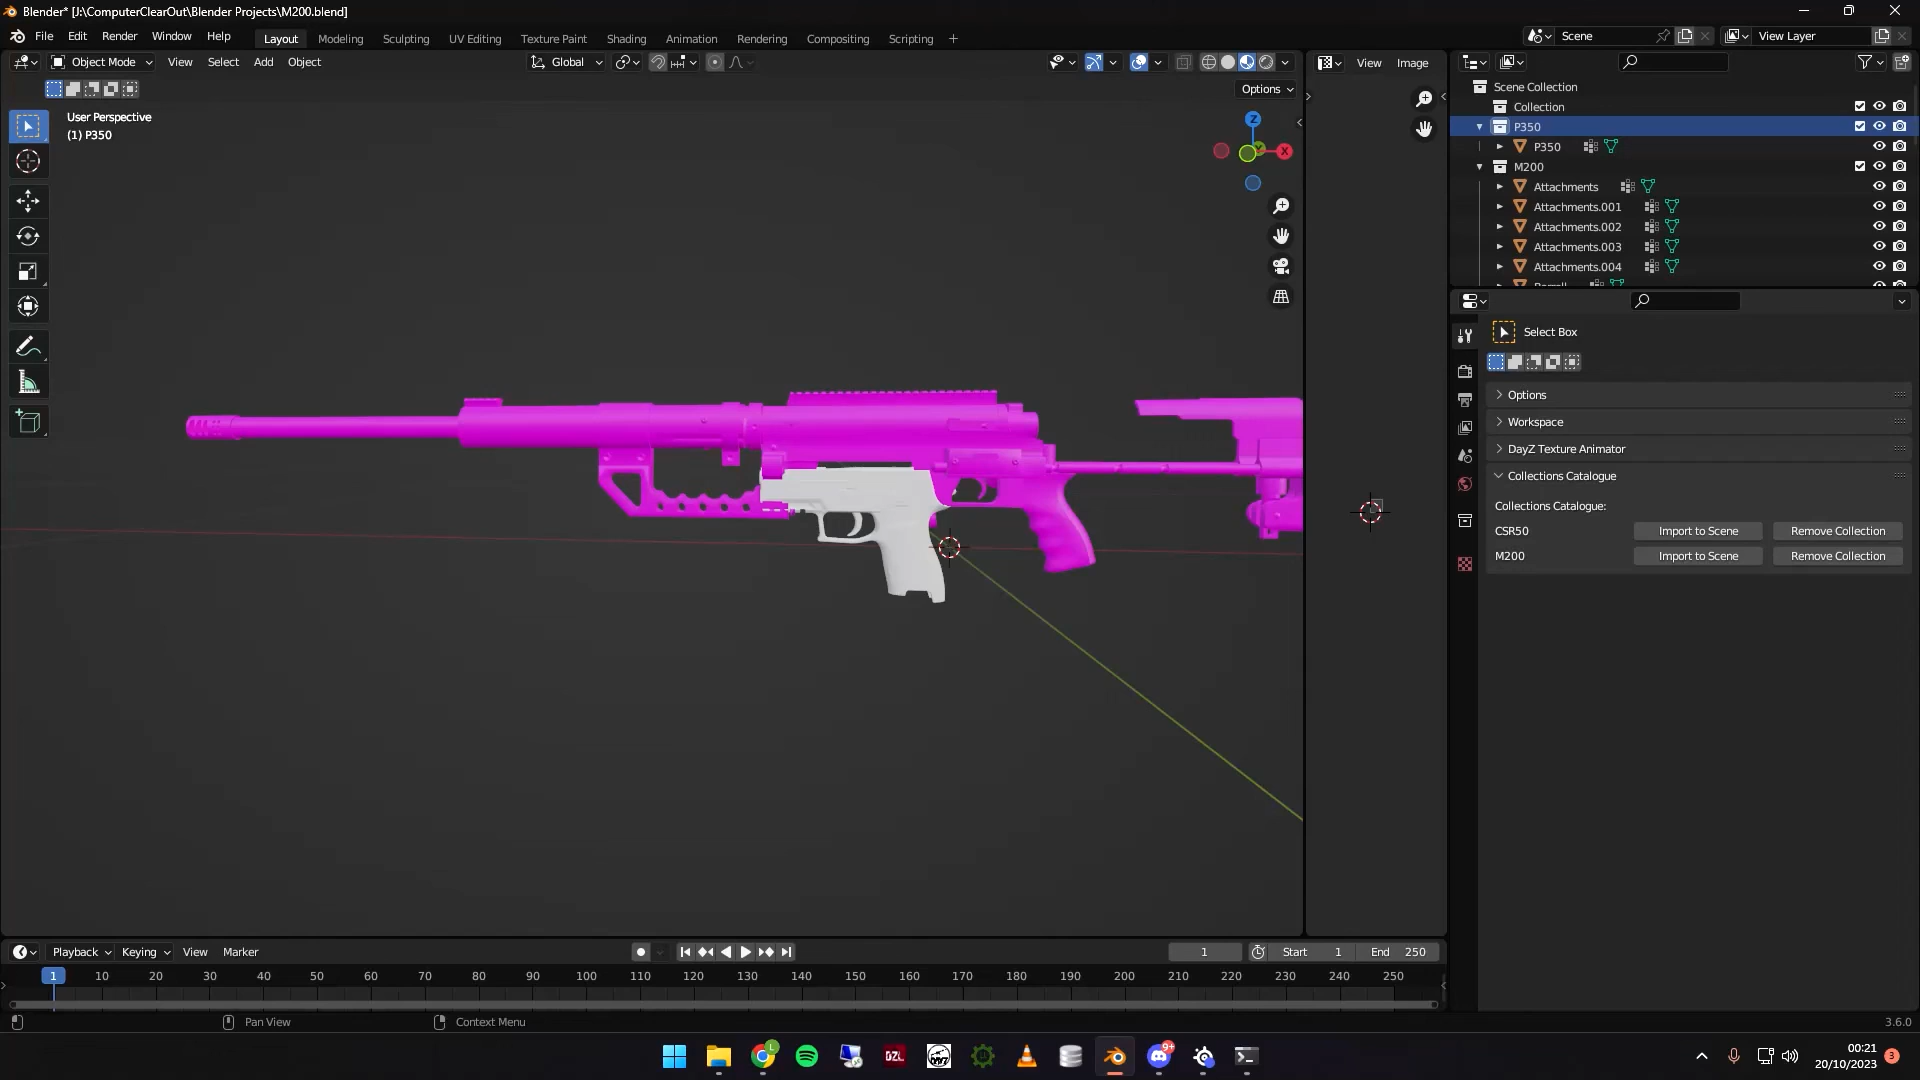 Blender* [J:\ComputerClearOut\Blender Projects\M200.blend]
File Edit Render Window Help Layout Modeling Sculpting UV Editing Texture Paint Shading Animation Rendering Compositing Scripting + Scene View Layer
Object Mode View Select Add Object Global View Image
Options
User Perspective
(1) P350
Z
X
Scene Collection
Collection
P350
P350
M200
Attachments
Attachments.001
Attachments.002
Attachments.003
Attachments.004
Select Box
Options
Workspace
DayZ Texture Animator
Collections Catalogue
Collections Catalogue:
CSR50 Import to Scene Remove Collection
M200 Import to Scene Remove Collection
Playback Keying View Marker 1 Start 1 End 250
1 10 20 30 40 50 60 70 80 90 100 110 120 130 140 150 160 170 180 190 200 210 220 230 240 250
Pan View Context Menu 3.6.0
L DZL DAYZ 9+
00:21
20/10/2023 3